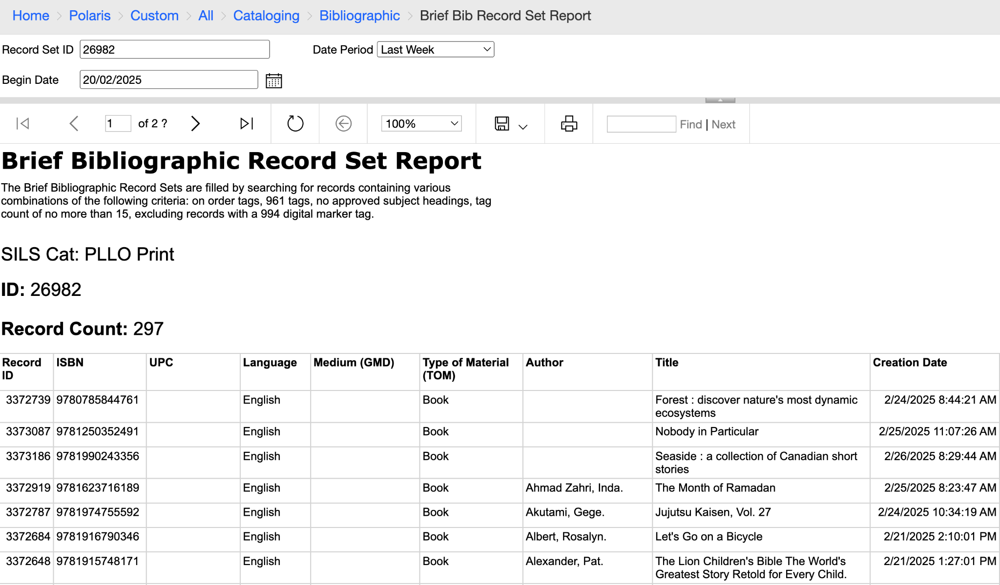 Home Polaris Custom All Cataloging Bibliographic Brief Bib Record Set Report
Record Set ID 26982 Date Period Last Week
Begin Date 20/02/2025
1 of 2 ? 100% Find | Next
Brief Bibliographic Record Set Report
The Brief Bibliographic Record Sets are filled by searching for records containing various
combinations of the following criteria: on order tags, 961 tags, no approved subject headings, tag
count of no more than 15, excluding records with a 994 digital marker tag.
SILS Cat: PLLO Print
ID: 26982
Record Count: 297
Record ISBN UPC Language Medium (GMD) Type of Material Author Title Creation Date
ID (TOM)
3372739 9780785844761 English Book Forest : discover nature's most dynamic 2/24/2025 8:44:21 AM
ecosystems
3373087 9781250352491 English Book Nobody in Particular 2/25/2025 11:07:26 AM
3373186 9781990243356 English Book Seaside : a collection of Canadian short 2/26/2025 8:29:44 AM
stories
3372919 9781623716189 English Book Ahmad Zahri, Inda. The Month of Ramadan 2/25/2025 8:23:47 AM
3372787 9781974755592 English Book Akutami, Gege. Jujutsu Kaisen, Vol. 27 2/24/2025 10:34:19 AM
3372684 9781916790346 English Book Albert, Rosalyn. Let's Go on a Bicycle 2/21/2025 2:10:01 PM
3372648 9781915748171 English Book Alexander, Pat. The Lion Children's Bible The World's 2/21/2025 1:27:01 PM
Greatest Story Retold for Every Child.